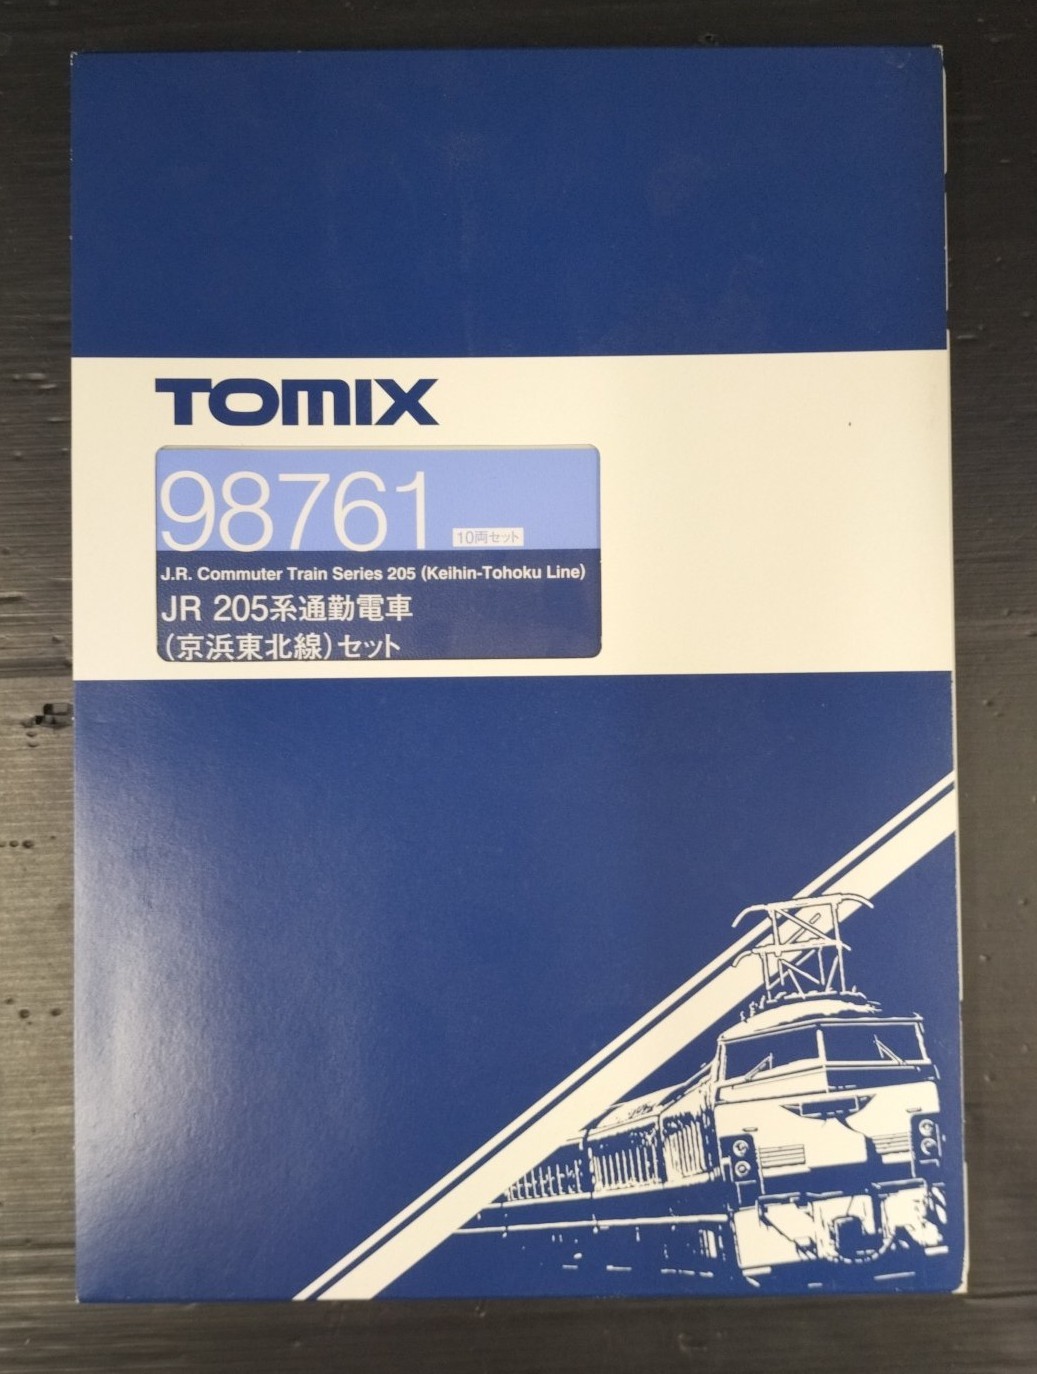 TOMIX
98761 10両セット
J.R. Commuter Train Series 205 (Keihin-Tohoku Line)
JR 205系通勤電車
(京浜東北線)セット